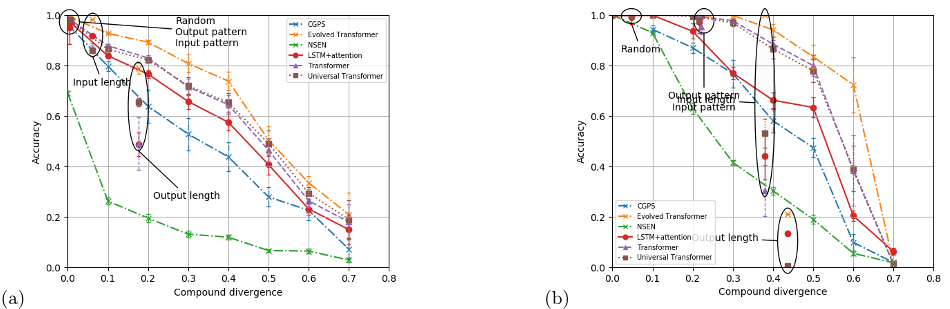 1.0
0.8
0.6
0.4
0.2
0.0
Accuracy
0.0 0.1 0.2 0.3 0.4 0.5 0.6 0.7 0.8
Compound divergence
Random
Output pattern
Input pattern
Input length
Output length
CGPS
Evolved Transformer
NSEN
LSTM+attention
Transformer
Universal Transformer
(a)
1.0
0.8
0.6
0.4
0.2
0.0
Accuracy
0.0 0.1 0.2 0.3 0.4 0.5 0.6 0.7 0.8
Compound divergence
Random
Output pattern
Input length
Input pattern
Output length
CGPS
Evolved Transformer
NSEN
LSTM+attention
Transformer
Universal Transformer
(b)